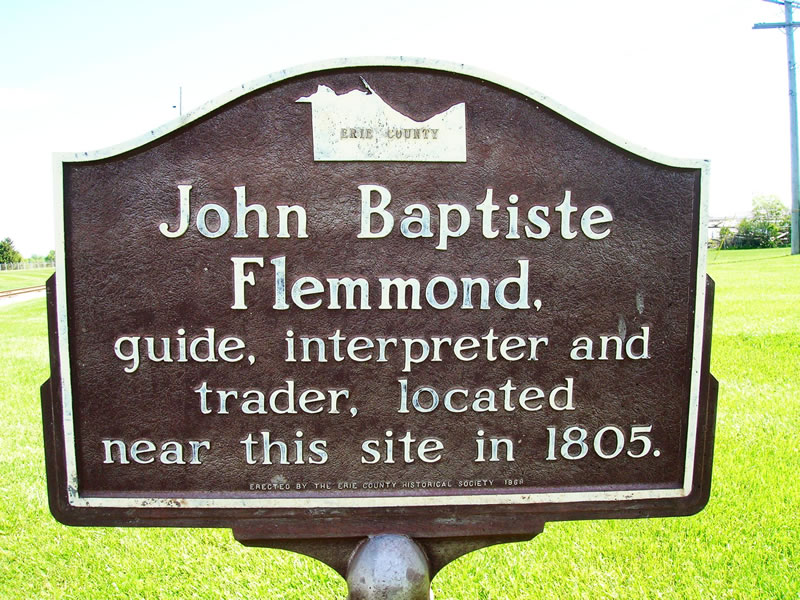 ERIE COUNTY
John Baptiste
Flemmond,
guide, interpreter and
trader, located
near this site in 1805.
ERECTED BY THE ERIE COUNTY HISTORICAL SOCIETY 1968